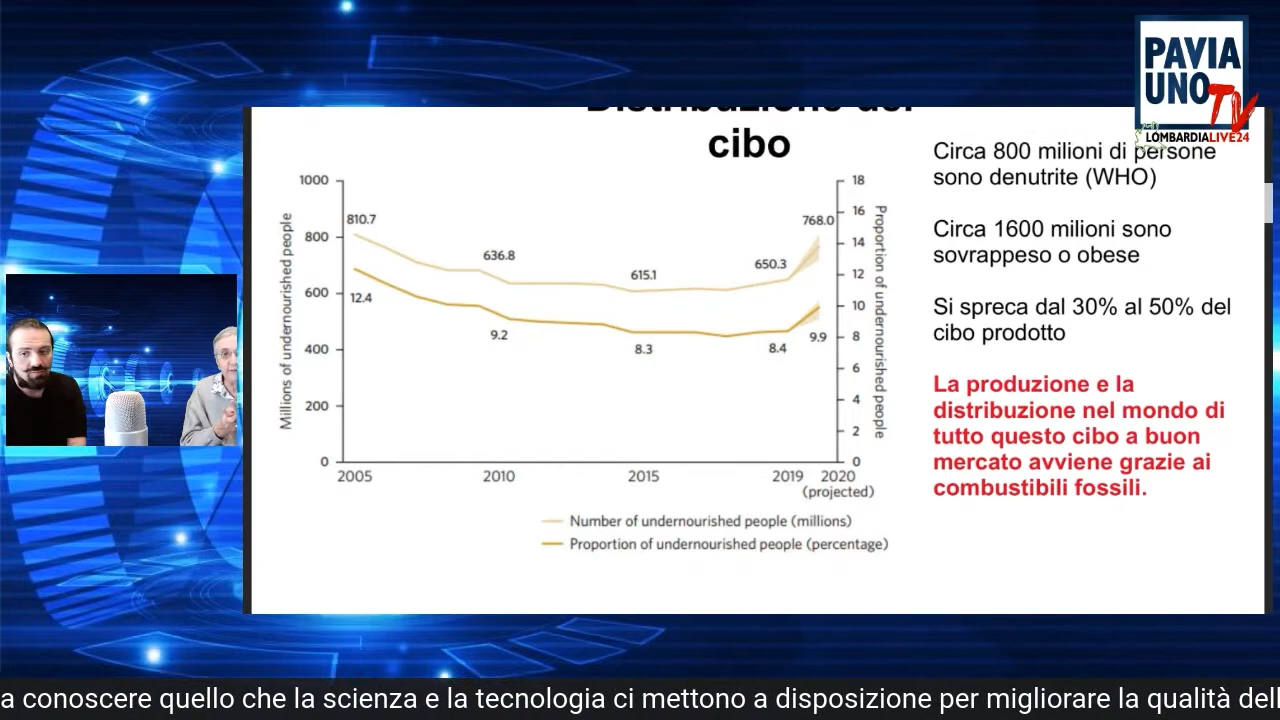 PAVIA
UNO TV
LOMBARDIALIVE24
Distribuzione del
cibo
Circa 800 milioni di persone
sono denutrite (WHO)
Circa 1600 milioni sono
sovrappeso o obese
Si spreca dal 30% al 50% del
cibo prodotto
La produzione e la
distribuzione nel mondo di
tutto questo cibo a buon
mercato avviene grazie ai
combustibili fossili.
Millions of undernourished people
1000
800
600
400
200
0
810.7
636.8
615.1
650.3
768.0
12.4
9.2
8.3
8.4
9.9
18
16
14
12
10
8
6
4
2
0
Proportion of undernourished people
2005
2010
2015
2019
2020
(projected)
Number of undernourished people (millions)
Proportion of undernourished people (percentage)
a conoscere quello che la scienza e la tecnologia ci mettono a disposizione per migliorare la qualità dell